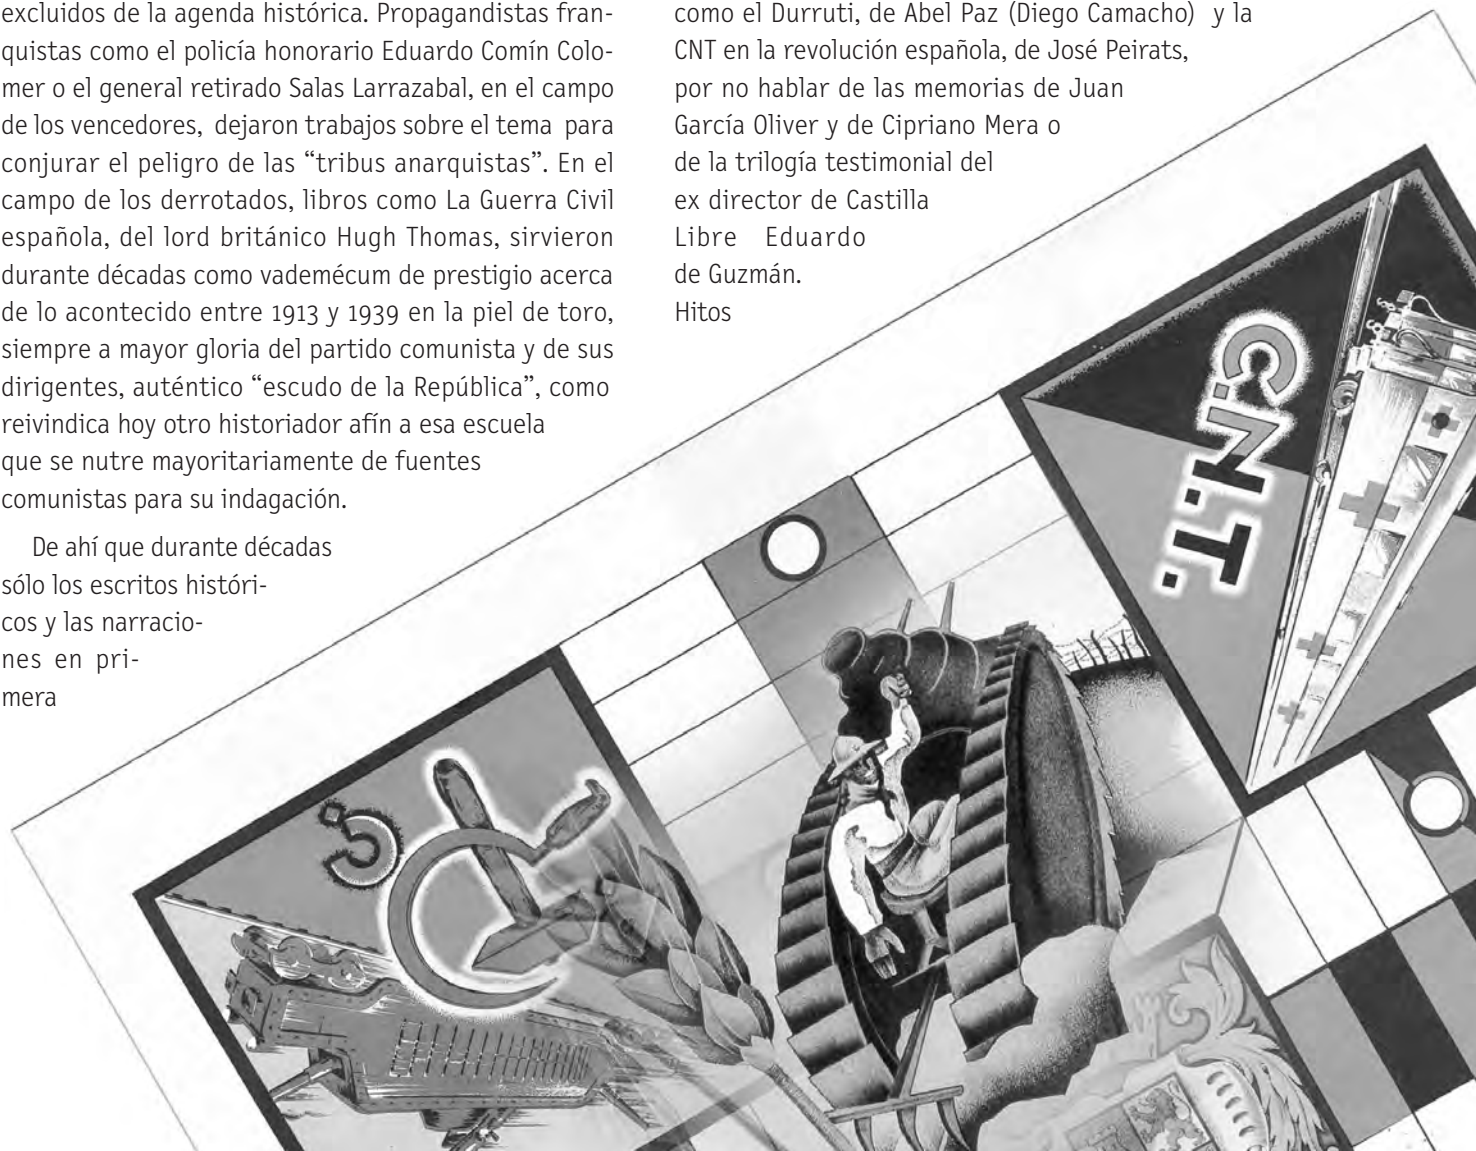 excluidos de la agenda histórica. Propagandistas fran-
quistas como el policía honorario Eduardo Comín Colo-
mer o el general retirado Salas Larrazabal, en el campo
de los vencedores, dejaron trabajos sobre el tema para
conjurar el peligro de las “tribus anarquistas”. En el
campo de los derrotados, libros como La Guerra Civil
española, del lord británico Hugh Thomas, sirvieron
durante décadas como vademécum de prestigio acerca
de lo acontecido entre 1913 y 1939 en la piel de toro,
siempre a mayor gloria del partido comunista y de sus
dirigentes, auténtico “escudo de la República”, como
reivindica hoy otro historiador afín a esa escuela
que se nutre mayoritariamente de fuentes
comunistas para su indagación.
De ahí que durante décadas
sólo los escritos históri-
cos y las narracio-
nes en pri-
mera
como el Durruti, de Abel Paz (Diego Camacho) y la
CNT en la revolución española, de José Peirats,
por no hablar de las memorias de Juan
García Oliver y de Cipriano Mera o
de la trilogía testimonial del
ex director de Castilla
Libre Eduardo
de Guzmán.
Hitos
C.N.T.